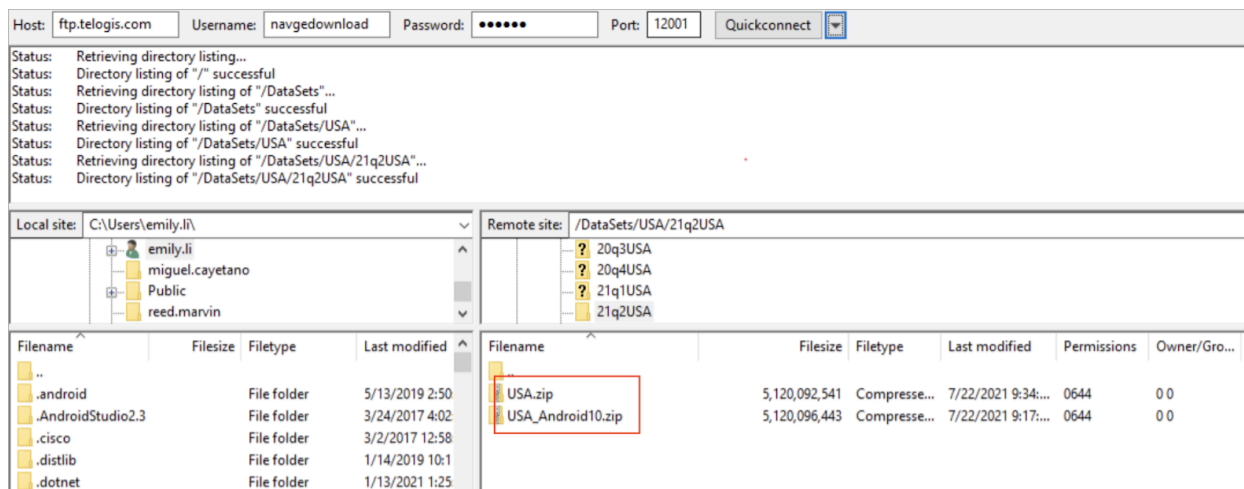 Host: ftp.telogis.com Username: navgedownload Password: ●●●●●● Port: 12001 Quickconnect
Status: Retrieving directory listing...
Status: Directory listing of "/" successful
Status: Retrieving directory listing of "/DataSets"...
Status: Directory listing of "/DataSets" successful
Status: Retrieving directory listing of "/DataSets/USA"...
Status: Directory listing of "/DataSets/USA" successful
Status: Retrieving directory listing of "/DataSets/USA/21q2USA"...
Status: Directory listing of "/DataSets/USA/21q2USA" successful
Local site: C:\Users\emily.li\
emily.li
miguel.cayetano
Public
reed.marvin
Filename Filesize Filetype Last modified
..
.android File folder 5/13/2019 2:50
.AndroidStudio2.3 File folder 3/24/2017 4:02
.cisco File folder 3/2/2017 12:58
.distlib File folder 1/14/2019 10:1
.dotnet File folder 1/13/2021 1:25
Remote site: /DataSets/USA/21q2USA
20q3USA
20q4USA
21q1USA
21q2USA
Filename Filesize Filetype Last modified Permissions Owner/Gro...
..
USA.zip 5,120,092,541 Compresse... 7/22/2021 9:34:... 0644 0 0
USA_Android10.zip 5,120,096,443 Compresse... 7/22/2021 9:17:... 0644 0 0